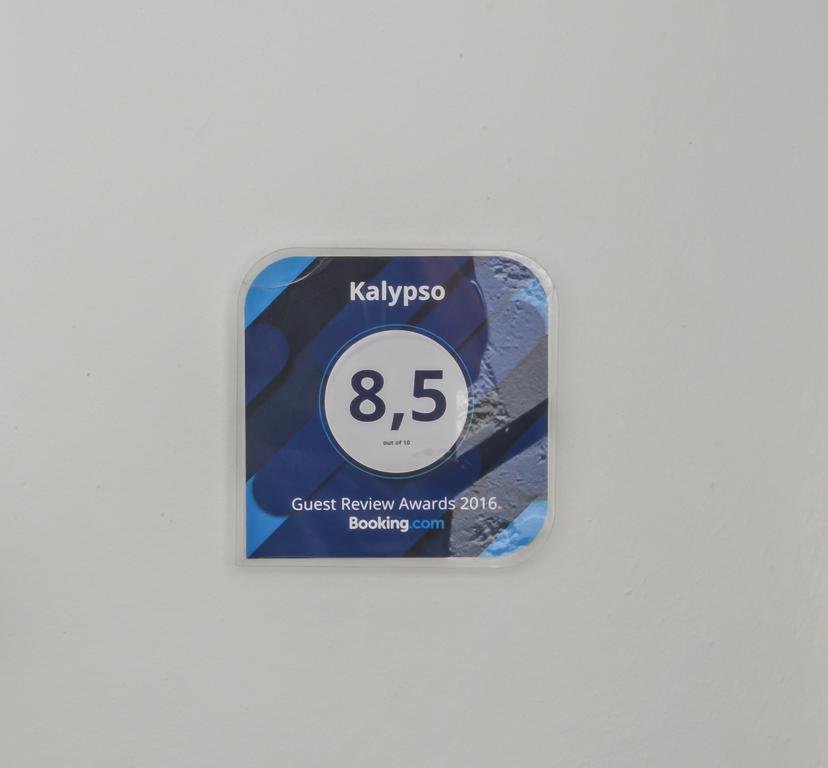 Kalypso
8,5
out of 10
Guest Review Awards 2016.
Booking.com